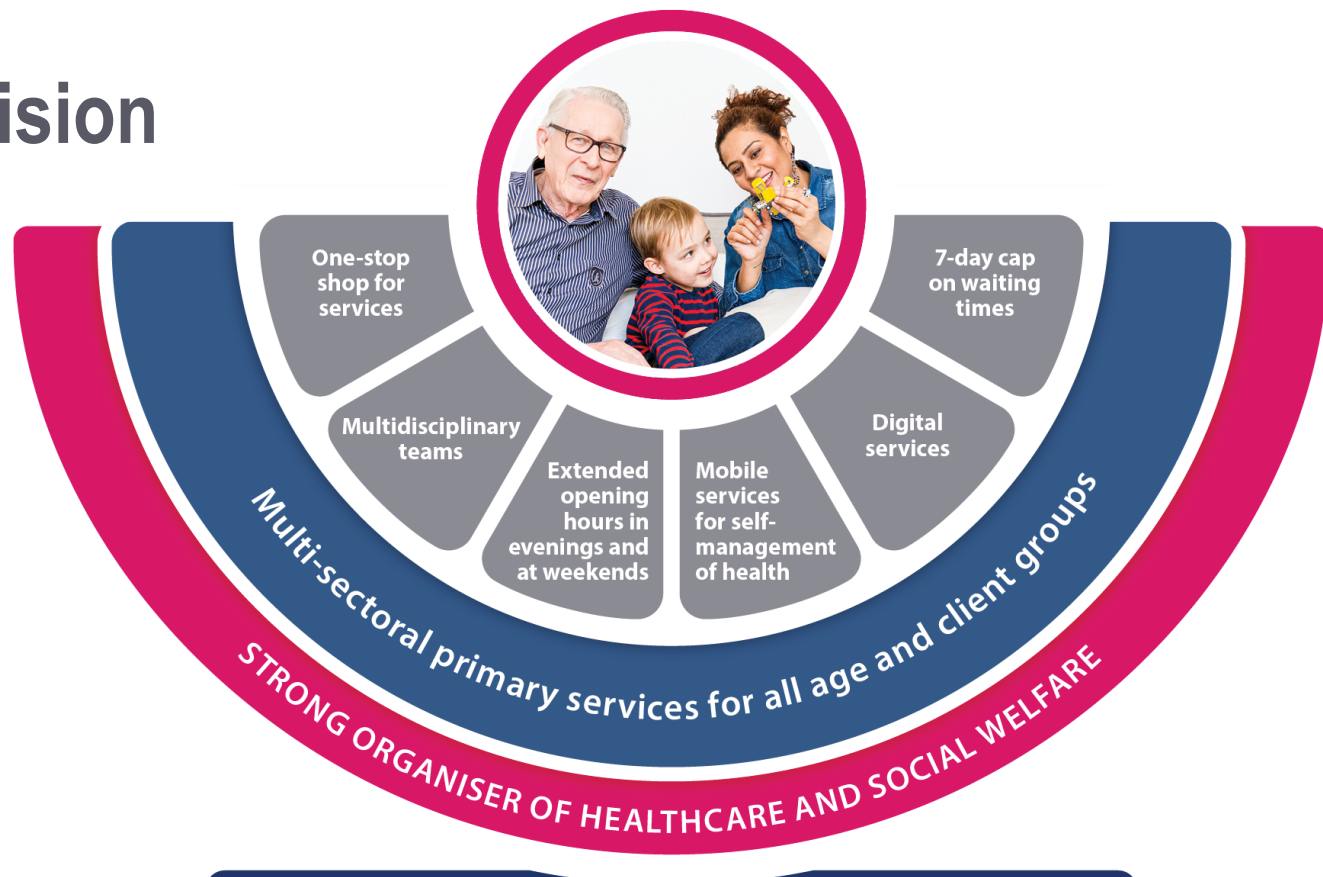 ision
One-stop
shop for
services
Multidisciplinary
teams
Extended
opening
hours in
evenings and
at weekends
Mobile
services
for self-
management
of health
Digital
services
7-day cap
on waiting
times
Multi-sectoral primary services for all age and client groups
STRONG ORGANISER OF HEALTHCARE AND SOCIAL WELFARE